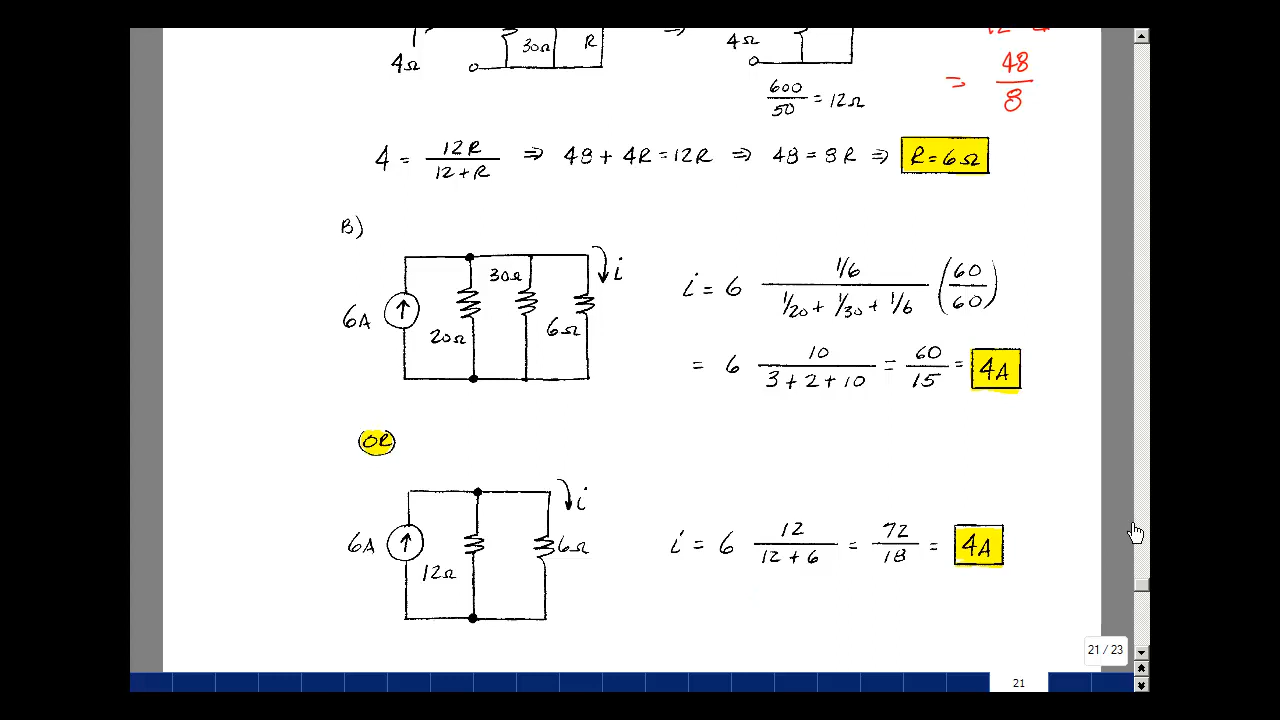 4Ω 30Ω R ⇒ 4Ω
= 48/8
600/50 = 12Ω
4 = 12R/(12+R) ⇒ 48 + 4R = 12R ⇒ 48 = 8R ⇒ R = 6Ω
B)
6A 20Ω 30Ω 6Ω i
i = 6 (1/6)/(1/20 + 1/30 + 1/6) (60/60)
= 6 10/(3 + 2 + 10) = 60/15 = 4A
OR
6A 12Ω 6Ω i
i = 6 12/(12 + 6) = 72/18 = 4A
21 / 23
21